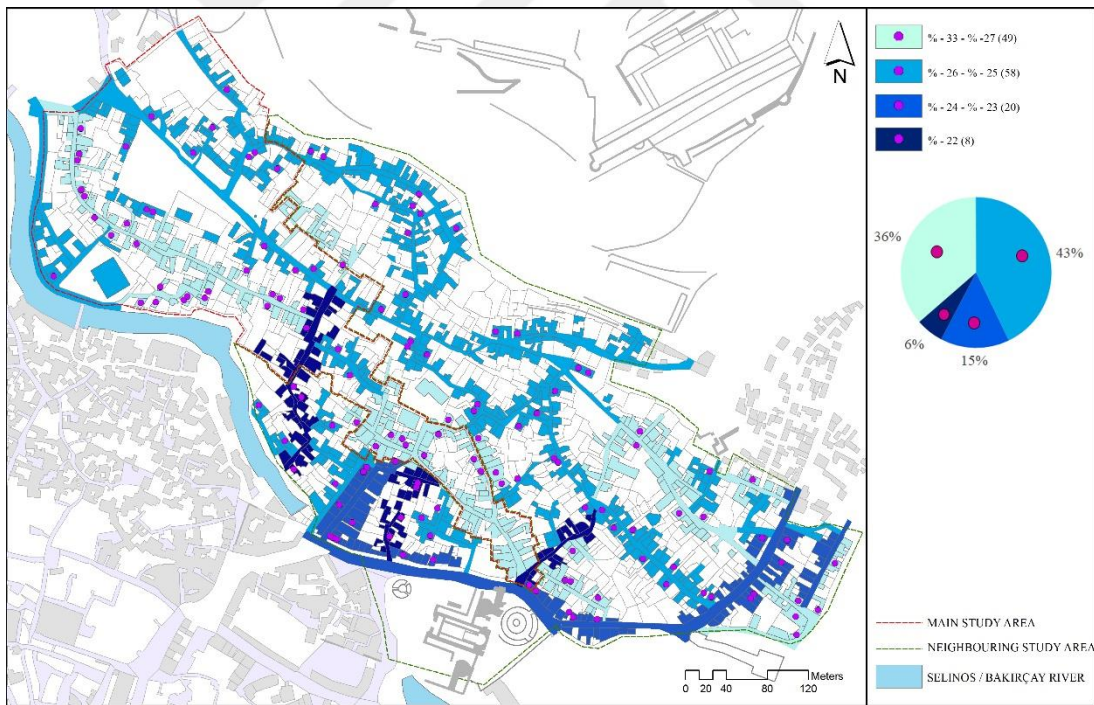 N
% - 33 - % -27 (49)
% - 26 - % - 25 (58)
% - 24 - % - 23 (20)
% - 22 (8)
36%
43%
6%
15%
MAIN STUDY AREA
NEIGHBOURING STUDY AREA
SELINOS / BAKIRÇAY RIVER
Meters
0 20 40 80 120